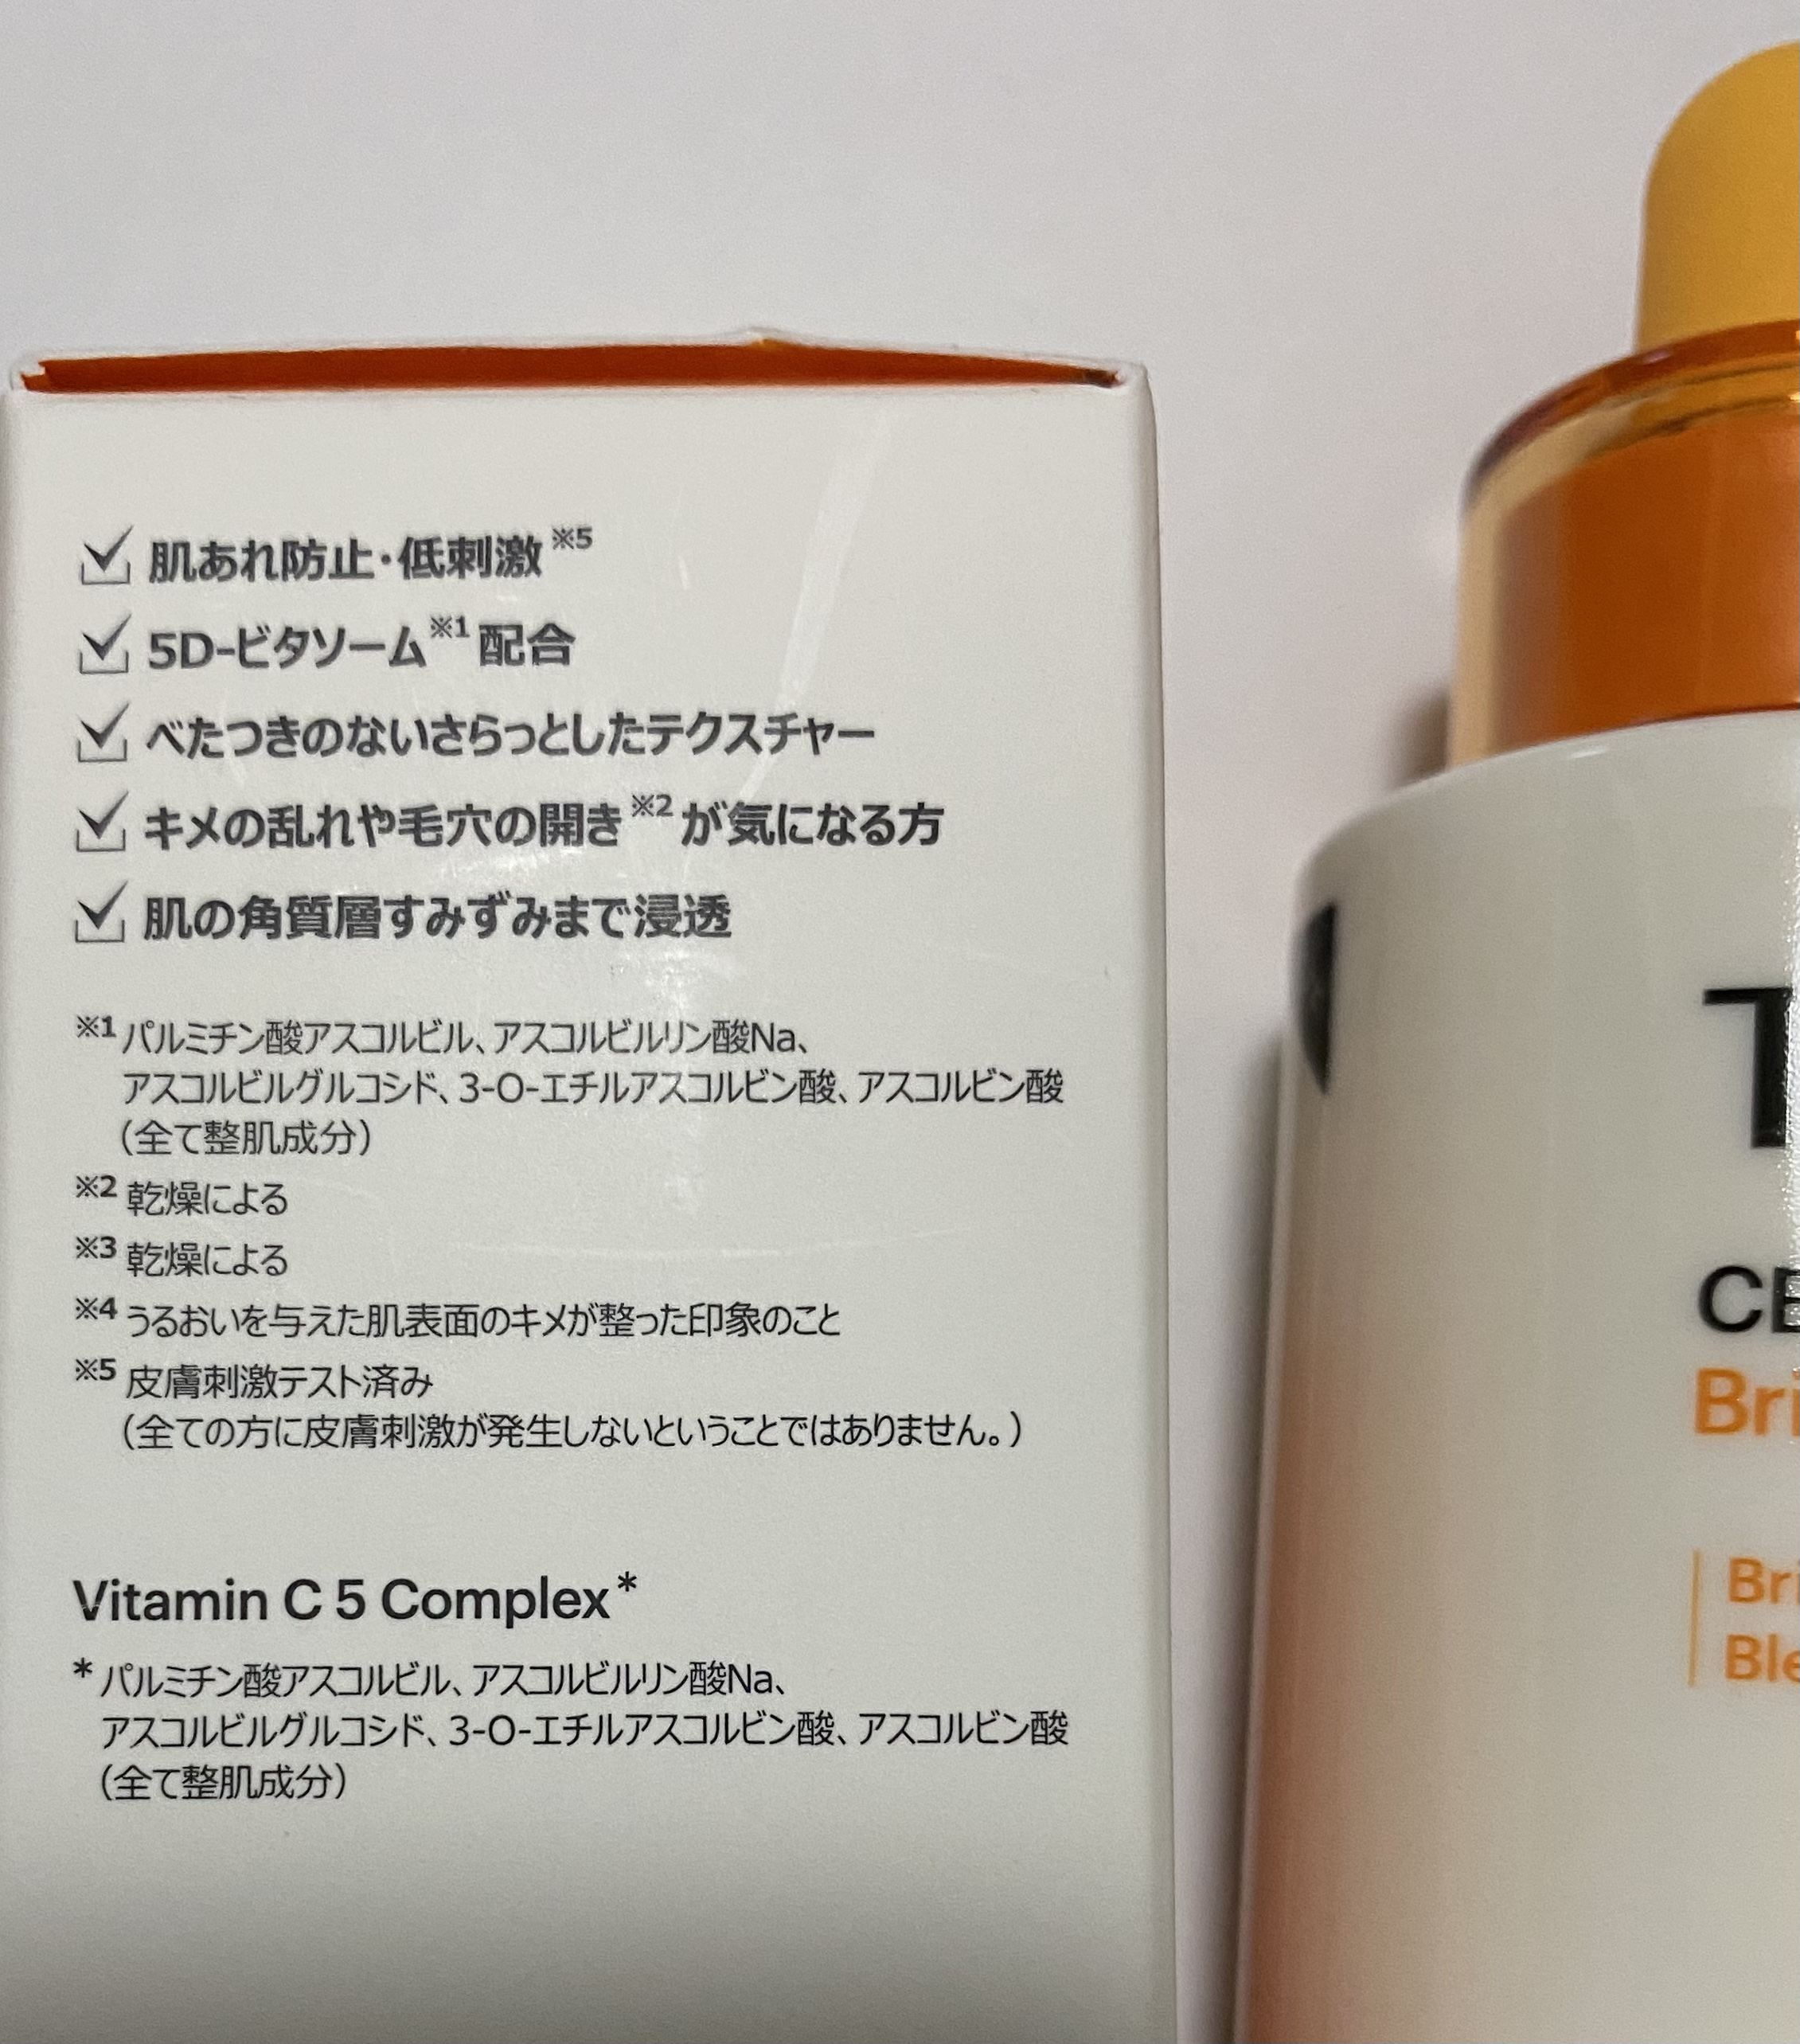 肌あれ防止・低刺激※5
5D-ビタソーム※1配合
べたつきのないさらっとしたテクスチャー
キメの乱れや毛穴の開き※2が気になる方
肌の角質層すみずみまで浸透
※1 パルミチン酸アスコルビル、アスコルビルリン酸Na、
アスコルビルグルコシド、3-O-エチルアスコルビン酸、アスコルビン酸
（全て整肌成分）
※2 乾燥による
※3 乾燥による
※4 うるおいを与えた肌表面のキメが整った印象のこと
※5 皮膚刺激テスト済み
（全ての方に皮膚刺激が発生しないということではありません。）
Vitamin C 5 Complex*
* パルミチン酸アスコルビル、アスコルビルリン酸Na、
アスコルビルグルコシド、3-O-エチルアスコルビン酸、アスコルビン酸
（全て整肌成分）